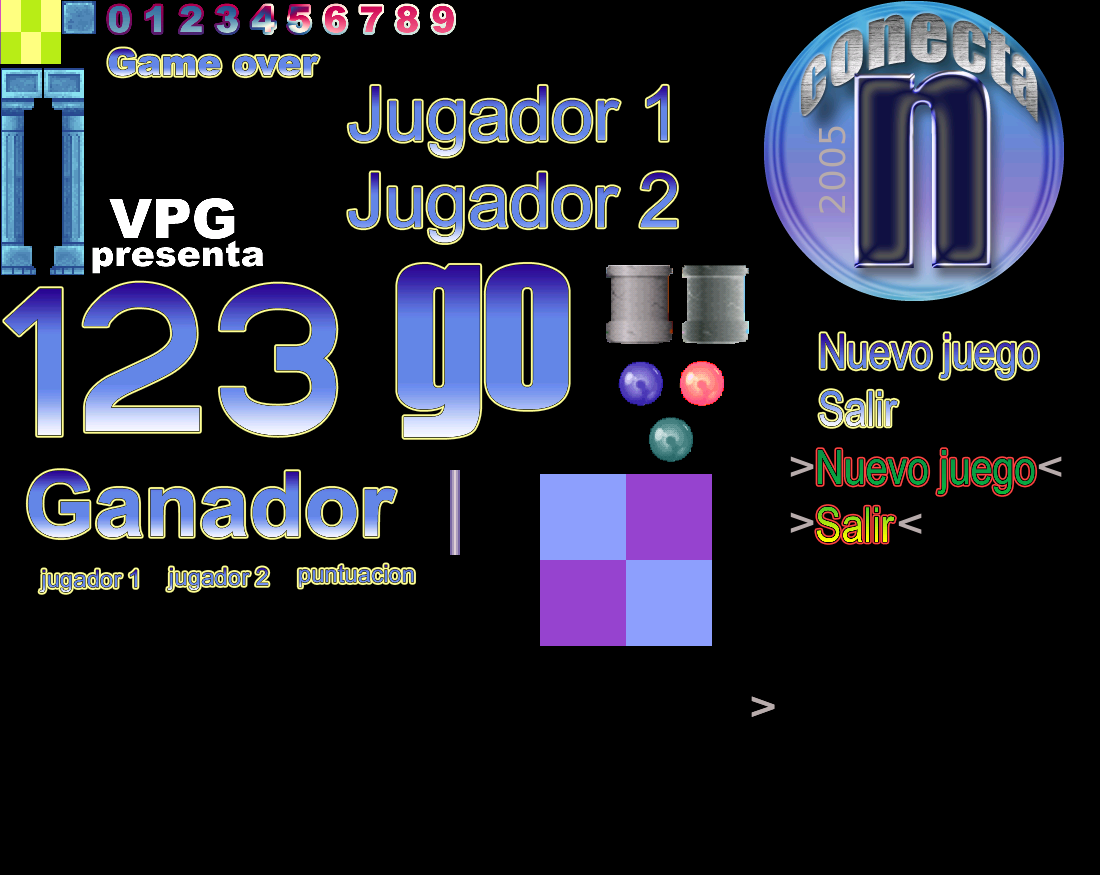 0 1 2 3 4 5 6 7 8 9
Game over
conecta
n
2005
Jugador 1
Jugador 2
VPG
presenta
123
go
Nuevo juego
Salir
>Nuevo juego<
>Salir<
Ganador
jugador 1
jugador 2
puntuacion
>